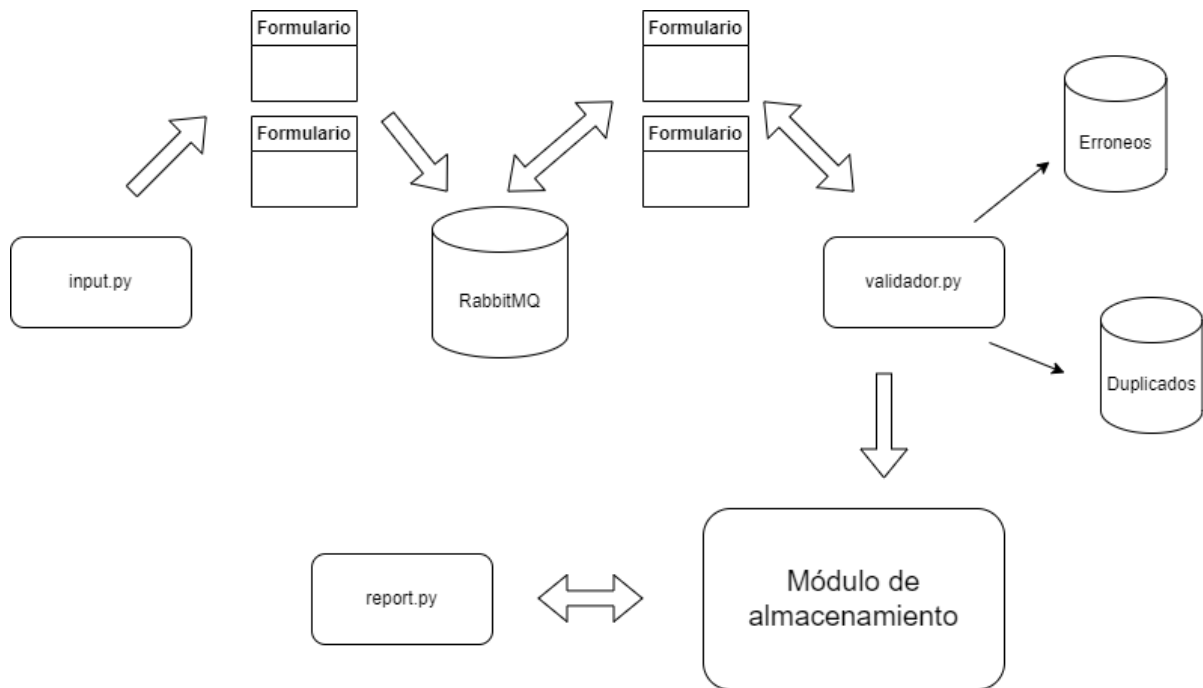 Formulario
Formulario
Formulario
Formulario
Erroneos
input.py
RabbitMQ
validador.py
Duplicados
report.py
Módulo de
almacenamiento